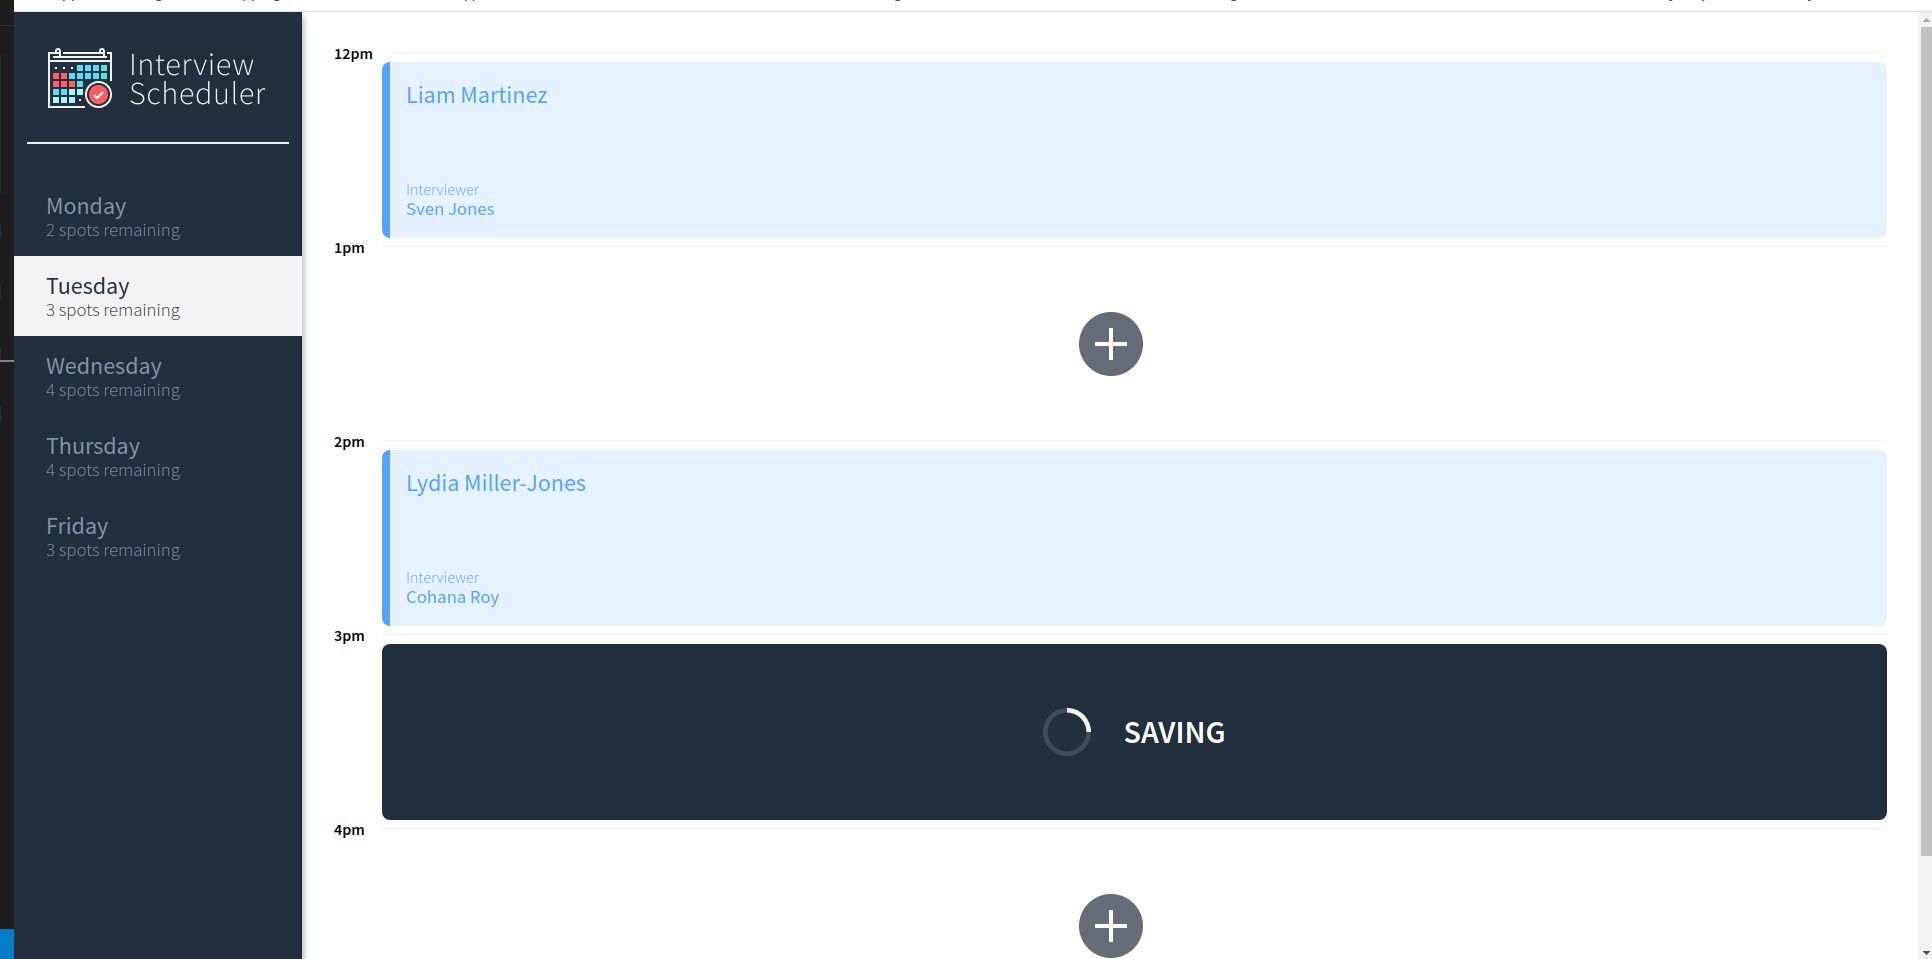 Interview
Scheduler
Monday
2 spots remaining
Tuesday
3 spots remaining
Wednesday
4 spots remaining
Thursday
4 spots remaining
Friday
3 spots remaining
12pm
Liam Martinez
Interviewer
Sven Jones
1pm
2pm
Lydia Miller-Jones
Interviewer
Cohana Roy
3pm
SAVING
4pm